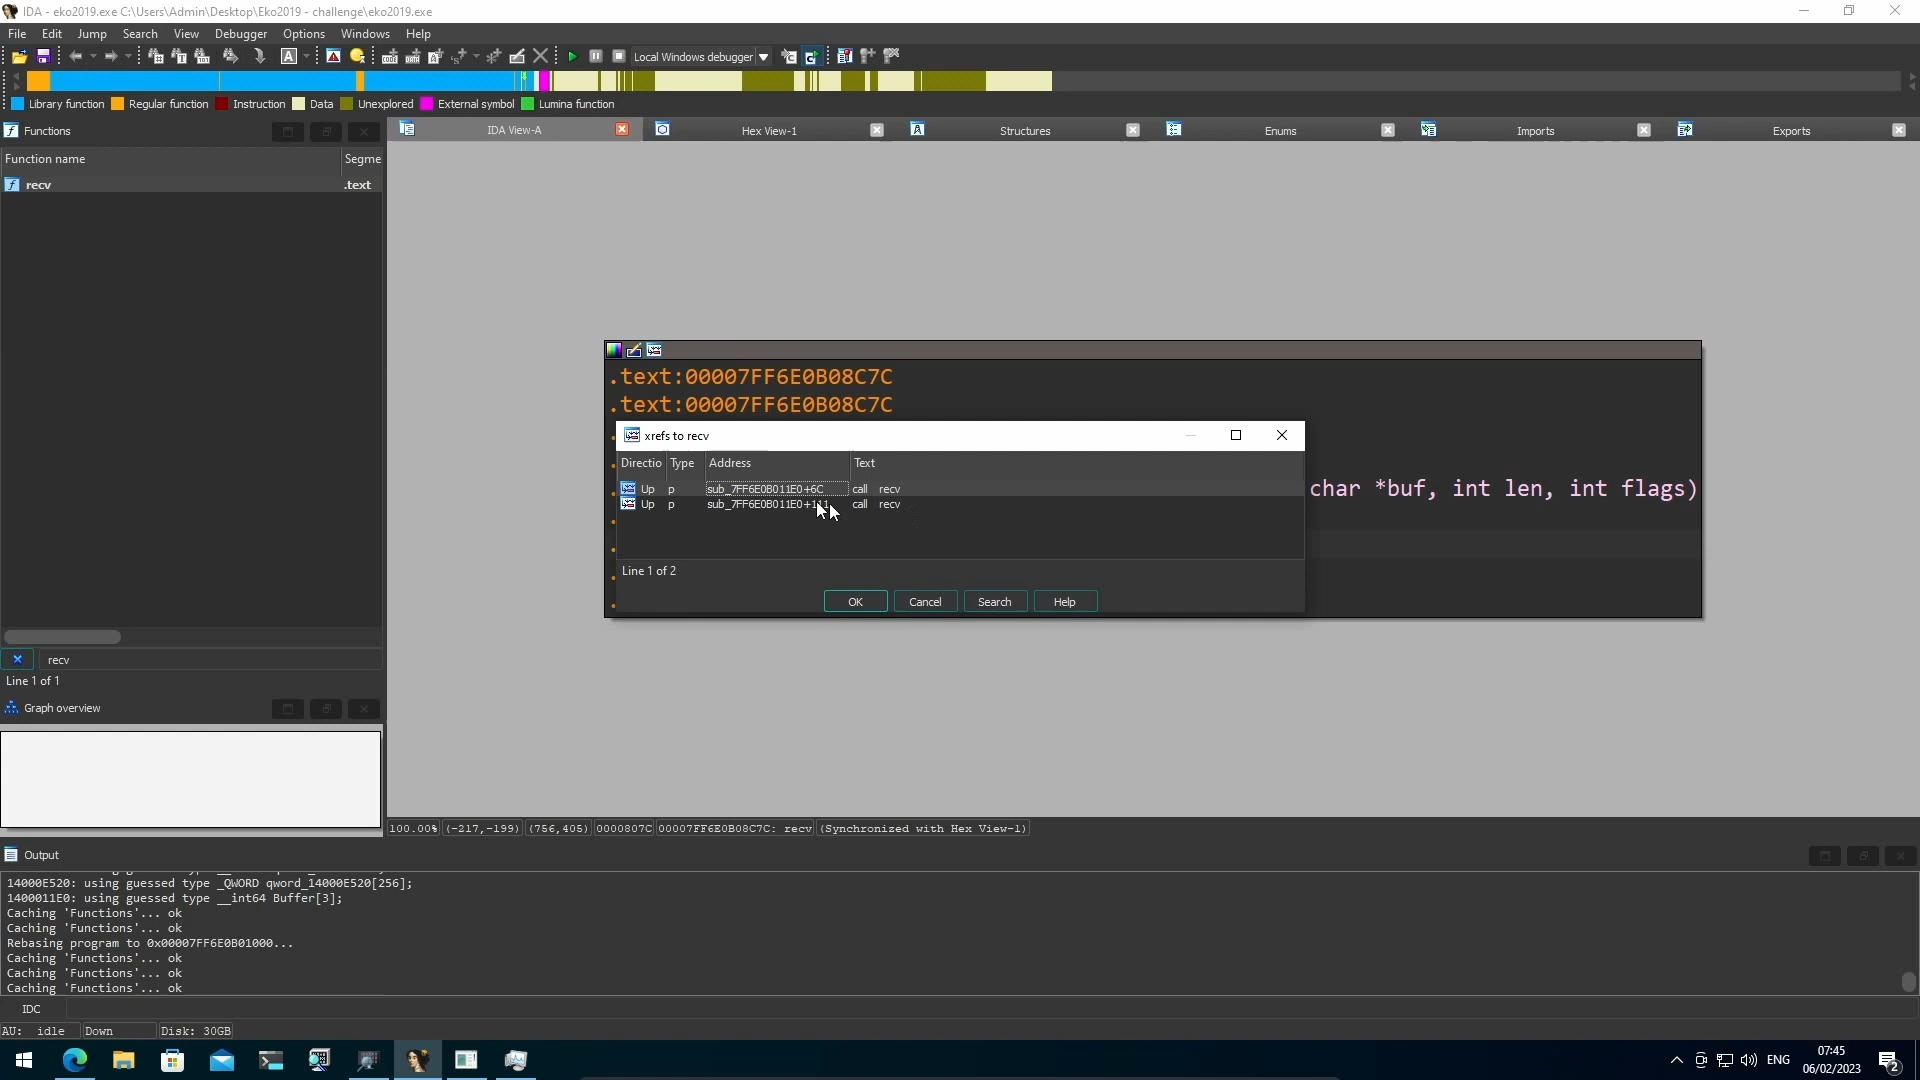 IDA - eko2019.exe C:\Users\Admin\Desktop\Eko2019 - challenge\eko2019.exe
File Edit Jump Search View Debugger Options Windows Help
Local Windows debugger
Library function Regular function Instruction Data Unexplored External symbol Lumina function
Functions
IDA View-A
Hex View-1
Structures
Enums
Imports
Exports
Function name Segme
recv .text
.text:00007FF6E0B08C7C
.text:00007FF6E0B08C7C
xrefs to recv
Directio Type Address Text
Up p sub_7FF6E0B011E0+6C call recv
Up p sub_7FF6E0B011E0+111 call recv
char *buf, int len, int flags)
Line 1 of 2
OK Cancel Search Help
recv
Line 1 of 1
Graph overview
100.00% (-217,-199) (756,405) 0000807C 00007FF6E0B08C7C: recv (Synchronized with Hex View-1)
Output
14000E520: using guessed type _QWORD qword_14000E520[256];
1400011E0: using guessed type __int64 Buffer[3];
Caching 'Functions'... ok
Caching 'Functions'... ok
Rebasing program to 0x00007FF6E0B01000...
Caching 'Functions'... ok
Caching 'Functions'... ok
Caching 'Functions'... ok
IDC
AU: idle Down Disk: 30GB
ENG
07:45
06/02/2023
2